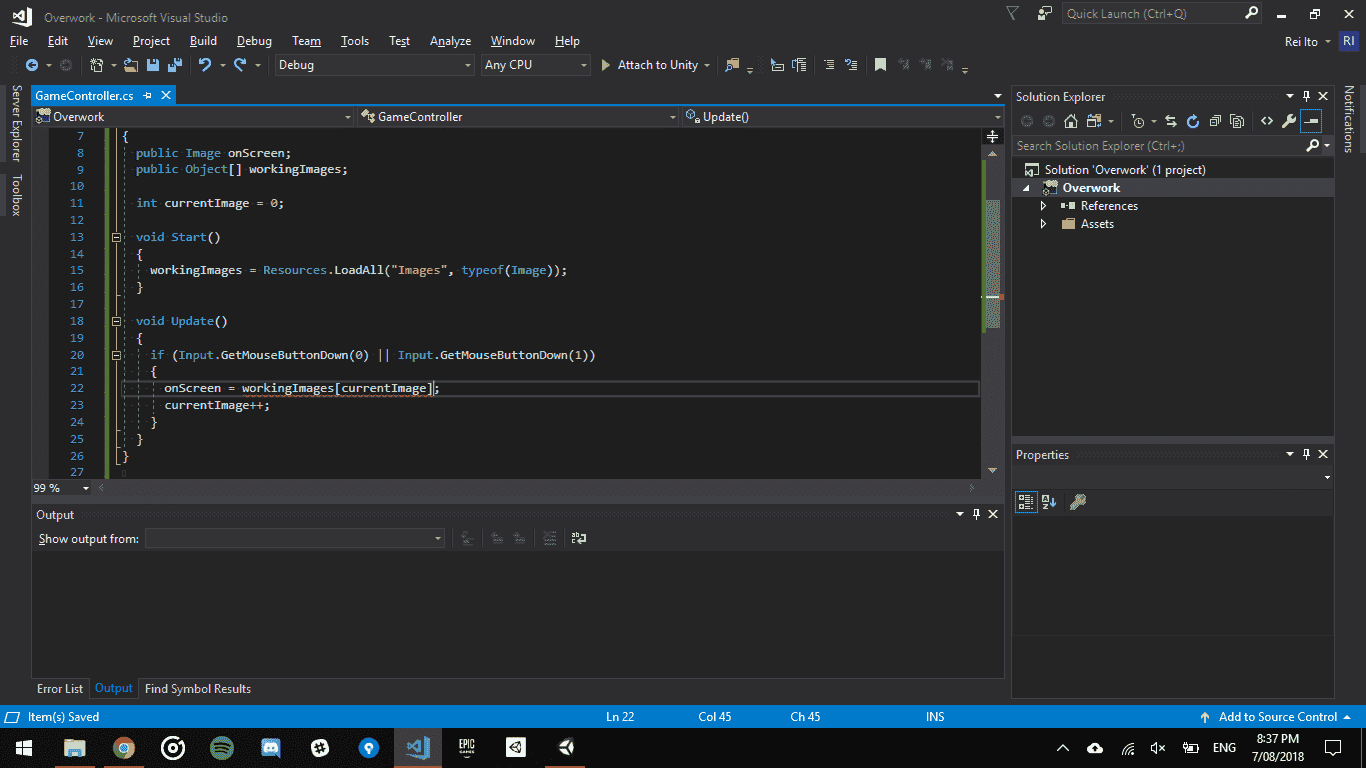 Overwork - Microsoft Visual Studio
Quick Launch (Ctrl+Q)
File Edit View Project Build Debug Team Tools Test Analyze Window Help
Rei Ito RI
Debug Any CPU Attach to Unity
Server Explorer
Toolbox
GameController.cs
Overwork GameController Update()
7 {
8 public Image onScreen;
9 public Object[] workingImages;
10
11 int currentImage = 0;
12
13 void Start()
14 {
15 workingImages = Resources.LoadAll("Images", typeof(Image));
16 }
17
18 void Update()
19 {
20 if (Input.GetMouseButtonDown(0) || Input.GetMouseButtonDown(1))
21 {
22 onScreen = workingImages[currentImage];
23 currentImage++;
24 }
25 }
26 }
27
99 %
Output
Show output from:
Error List Output Find Symbol Results
Solution Explorer
Search Solution Explorer (Ctrl+;)
Solution 'Overwork' (1 project)
Overwork
References
Assets
Properties
Notifications
Item(s) Saved Ln 22 Col 45 Ch 45 INS Add to Source Control
EPIC
GAMES
ENG
8:37 PM
7/08/2018